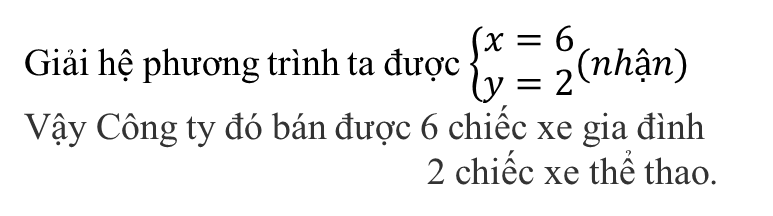 Giải hệ phương trình ta được {x = 6
y = 2 (nhận)
Vậy Công ty đó bán được 6 chiếc xe gia đình
2 chiếc xe thể thao.